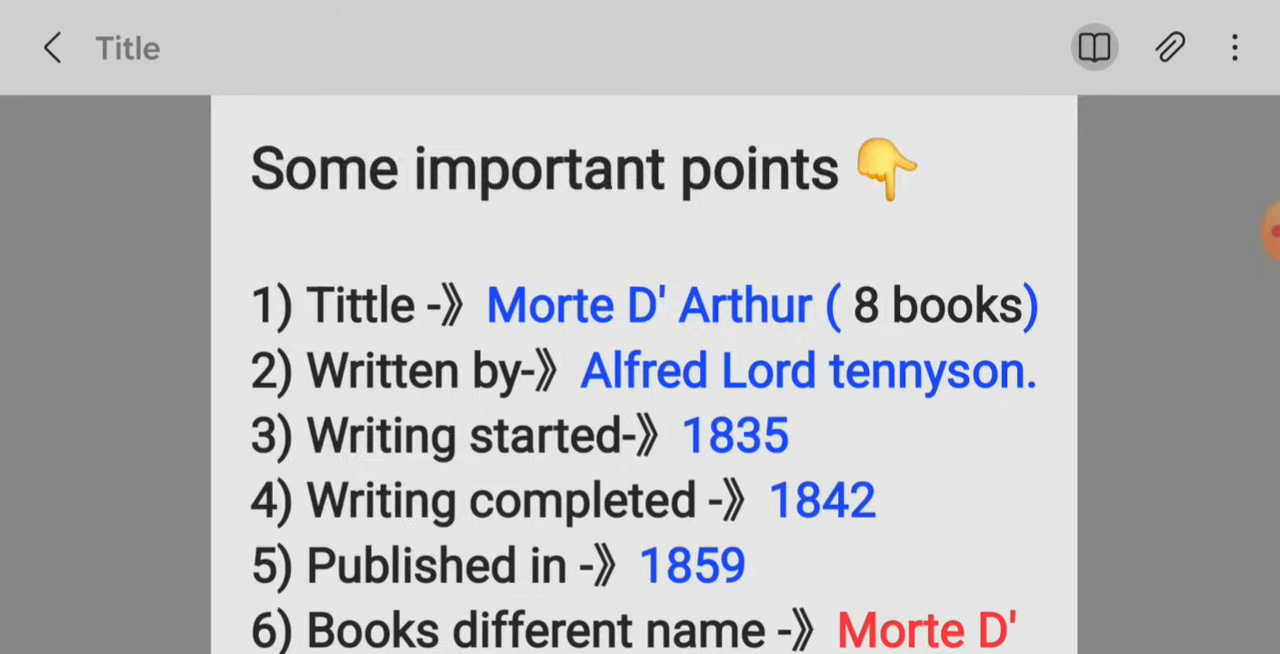 Title
Some important points 👇
1) Tittle -》 Morte D' Arthur ( 8 books)
2) Written by-》 Alfred Lord tennyson.
3) Writing started-》 1835
4) Writing completed -》 1842
5) Published in -》 1859
6) Books different name -》 Morte D'